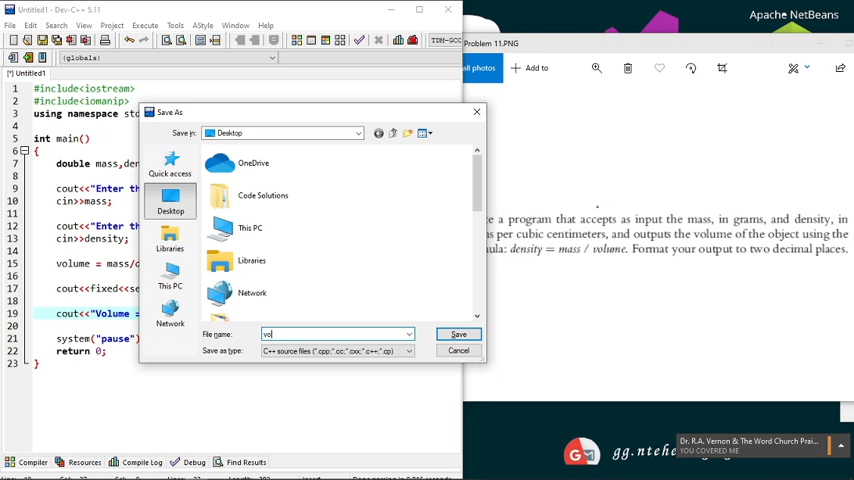 Untitled1 - Dev-C++ 5.11
File Edit Search View Project Execute Tools AStyle Window Help
TDM-GCC
(globals)
[*] Untitled1
1 #include<iostream>
2 #include<iomanip>
3 using namespace
4
5 int main()
6 {
7 double mass,den
8
9 cout<<"Enter th
10 cin>>mass;
11
12 cout<<"Enter th
13 cin>>density;
14
15 volume = mass/d
16
17 cout<<fixed<<se
18
19 cout<<"Volume =
20
21 system("pause")
22 return 0;
23 }
Compiler Resources Compile Log Debug Find Results
Save As
Save in: Desktop
Quick access
Desktop
Libraries
This PC
Network
OneDrive
Code Solutions
This PC
Libraries
Network
File name: vo
Save
Save as type: C++ source files (*.cpp;*.cc;*.cxx;*.c++;*.cp)
Cancel
Apache NetBeans
Problem 11.PNG
all photos
Add to
te a program that accepts as input the mass, in grams, and density, in
s per cubic centimeters, and outputs the volume of the object using the
ula: density = mass / volume. Format your output to two decimal places.
Dr. R.A. Vernon & The Word Church Prai...
YOU COVERED ME
gg.ntehe